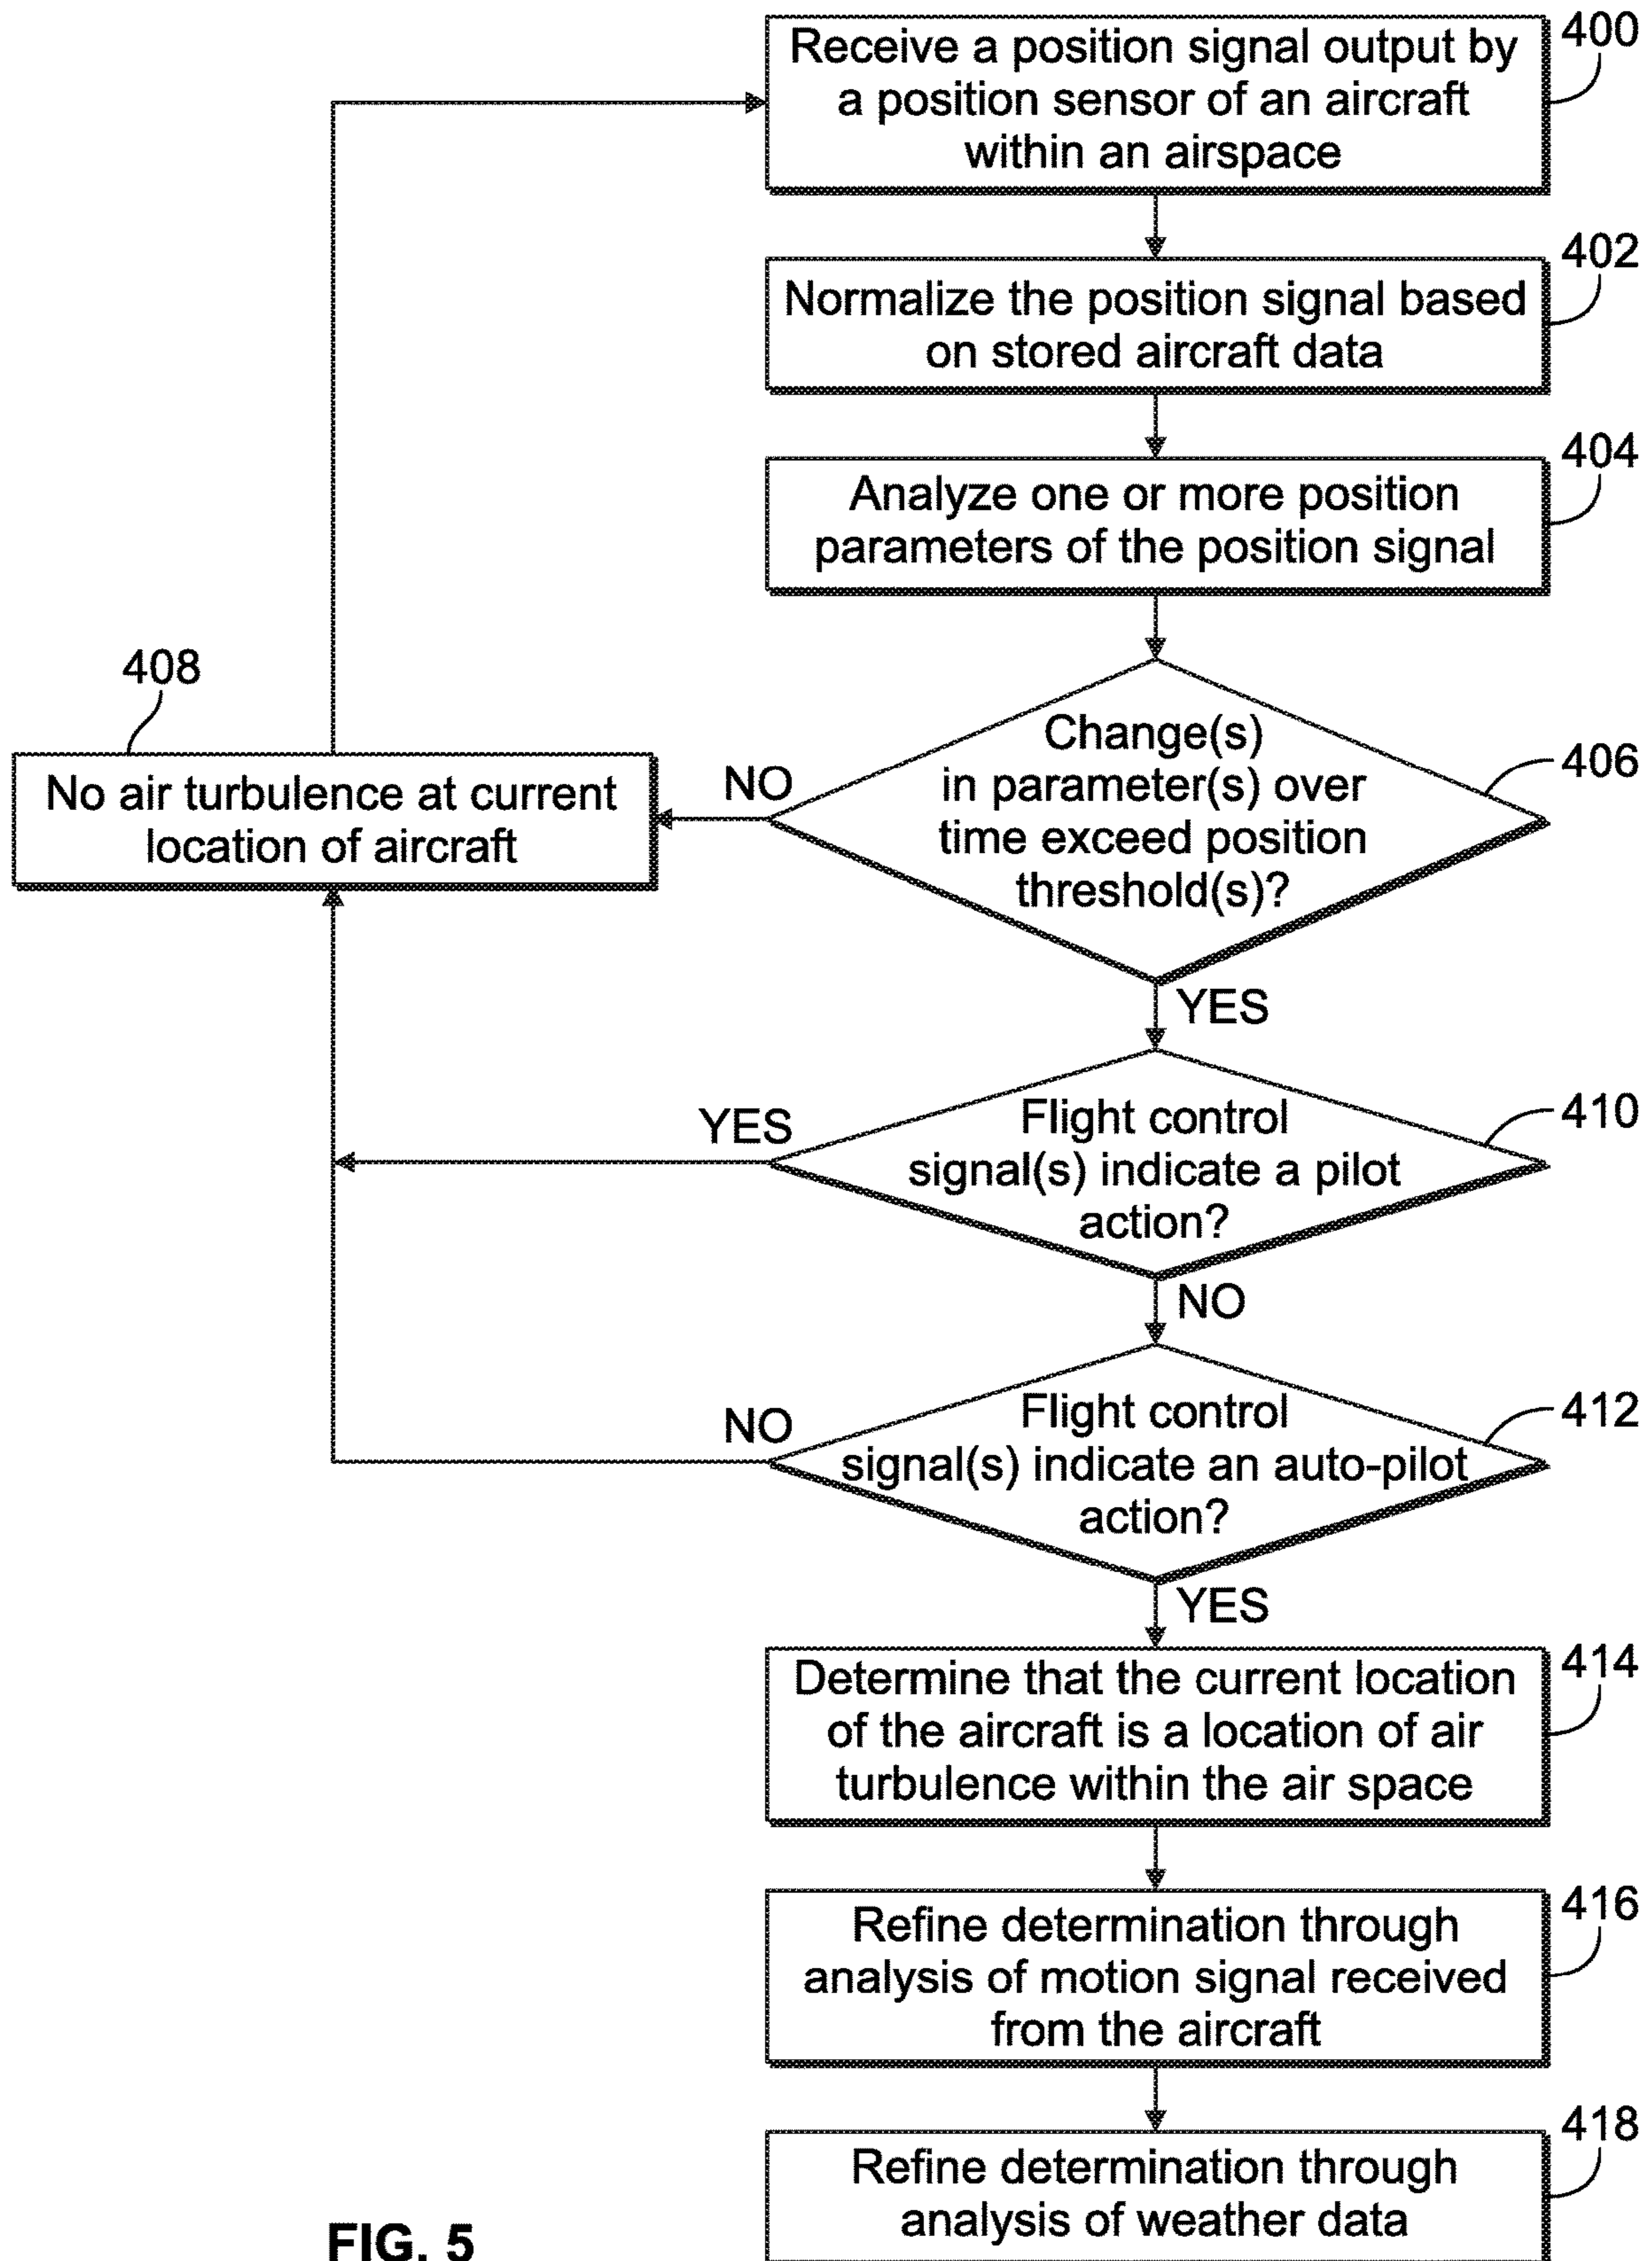 Receive a position signal output by
a position sensor of an aircraft
within an airspace
400
Normalize the position signal based
on stored aircraft data
402
Analyze one or more position
parameters of the position signal
404
Change(s)
in parameter(s) over
time exceed position
threshold(s)?
406
NO
408
No air turbulence at current
location of aircraft
YES
Flight control
signal(s) indicate a pilot
action?
410
YES
NO
Flight control
signal(s) indicate an auto-pilot
action?
412
NO
YES
Determine that the current location
of the aircraft is a location of air
turbulence within the air space
414
Refine determination through
analysis of motion signal received
from the aircraft
416
Refine determination through
analysis of weather data
418
FIG. 5